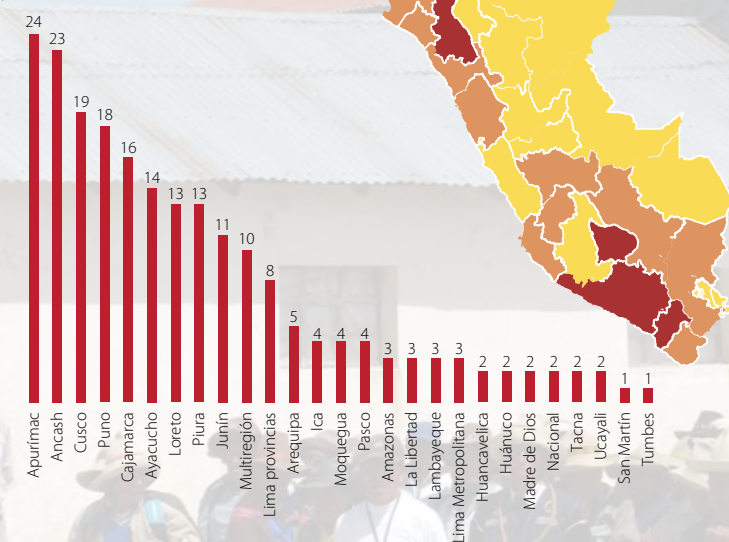 24
23
19
18
16
14
13
13
11
10
8
5
4
4
4
3
3
3
3
2
2
2
2
2
2
1
1
Apurímac
Ancash
Cusco
Puno
Cajamarca
Ayacucho
Loreto
Piura
Junín
Multiregión
Lima provincias
Arequipa
Ica
Moquegua
Pasco
Amazonas
La Libertad
Lambayeque
Lima Metropolitana
Huancavelica
Huánuco
Madre de Dios
Nacional
Tacna
Ucayali
San Martín
Tumbes